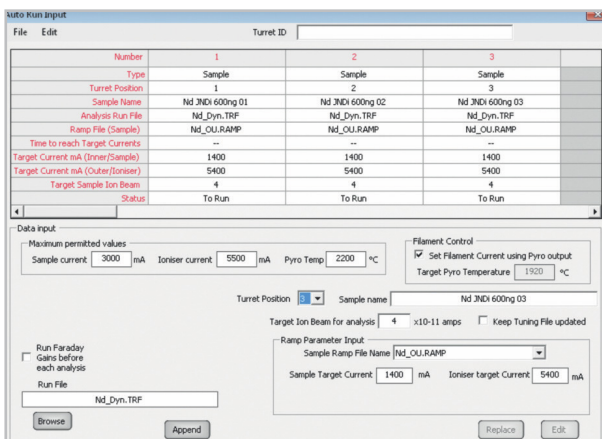 Auto Run Input
File Edit Turret ID
Number 1 2 3
Type Sample Sample Sample
Turret Position 1 2 3
Sample Name Nd JNDi 600ng 01 Nd JNDi 600ng 02 Nd JNDi 600ng 03
Analysis Run File Nd_Dyn.TRF Nd_Dyn.TRF Nd_Dyn.TRF
Ramp File (Sample) Nd_OU.RAMP Nd_OU.RAMP Nd_OU.RAMP
Time to reach Target Currents -- -- --
Target Current mA (Inner/Sample) 1400 1400 1400
Target Current mA (Outer/Ioniser) 5400 5400 5400
Target Sample Ion Beam 4 4 4
Status To Run To Run To Run
Data input
Maximum permitted values
Sample current 3000 mA Ioniser current 5500 mA Pyro Temp 2200 °C
Filament Control
Set Filament Current using Pyro output
Target Pyro Temperature 1920 °C
Turret Position 3 Sample name Nd JNDi 600ng 03
Target Ion Beam for analysis 4 x10-11 amps Keep Tuning File updated
Run Faraday
Gains before
each analysis
Run File
Nd_Dyn.TRF
Browse
Append
Ramp Parameter Input
Sample Ramp File Name Nd_OU.RAMP
Sample Target Current 1400 mA Ioniser target Current 5400 mA
Replace Edit